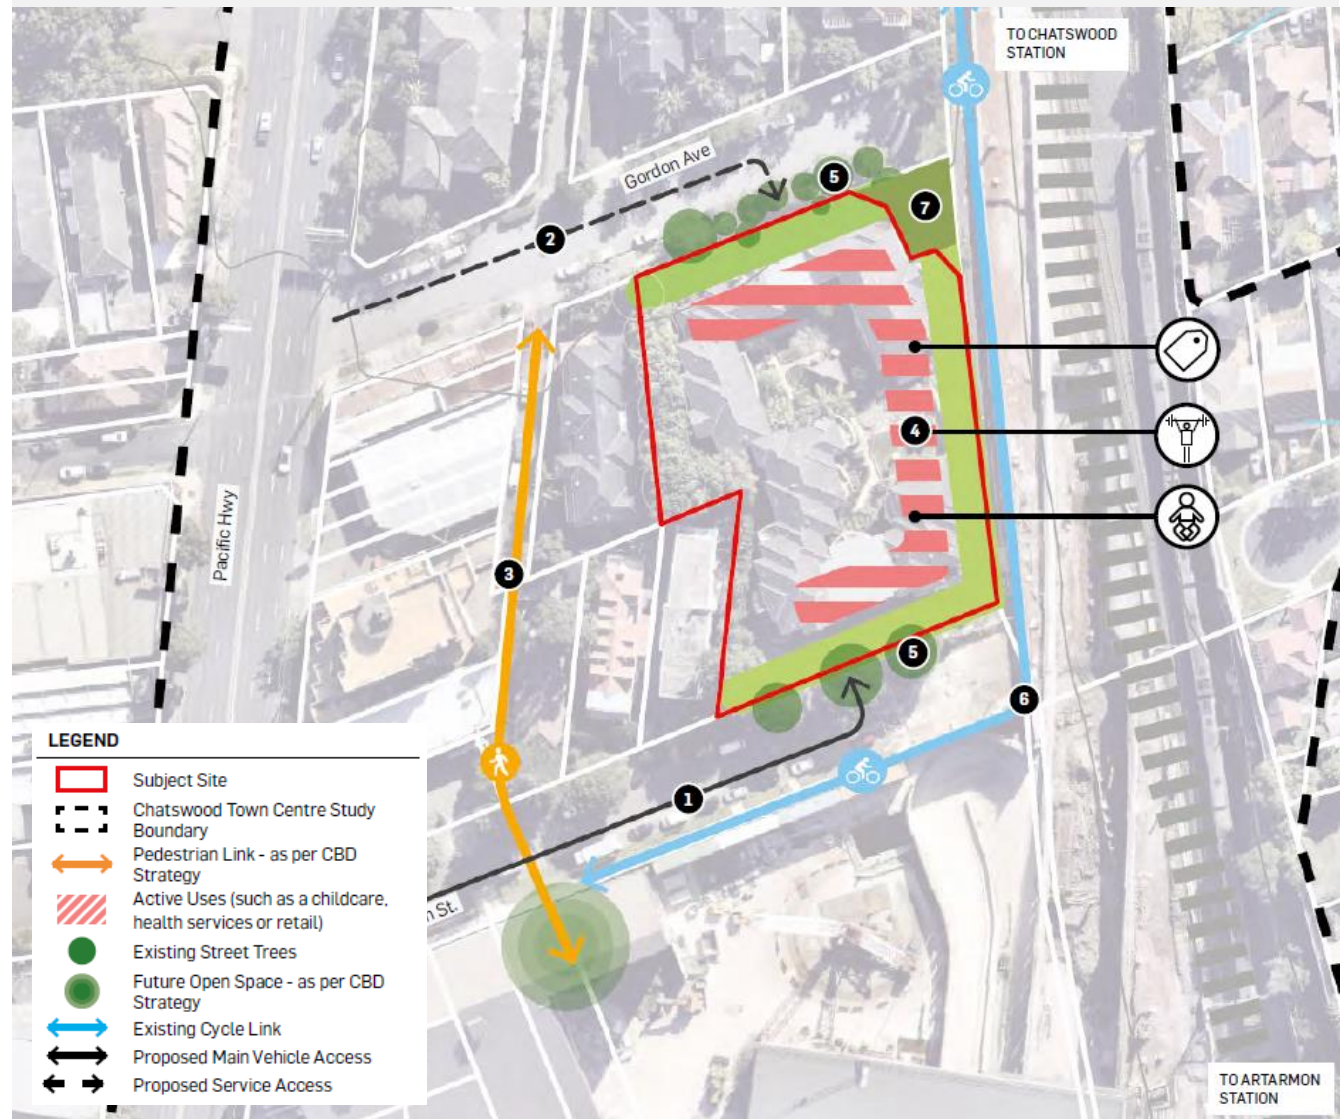 TO CHATSWOOD
STATION
Gordon Ave
5
7
2
4
Pacific Hwy
3
5
6
1
St.
LEGEND
Subject Site
Chatswood Town Centre Study
Boundary
Pedestrian Link - as per CBD
Strategy
Active Uses (such as a childcare,
health services or retail)
Existing Street Trees
Future Open Space - as per CBD
Strategy
Existing Cycle Link
Proposed Main Vehicle Access
Proposed Service Access
TO ARTARMON
STATION